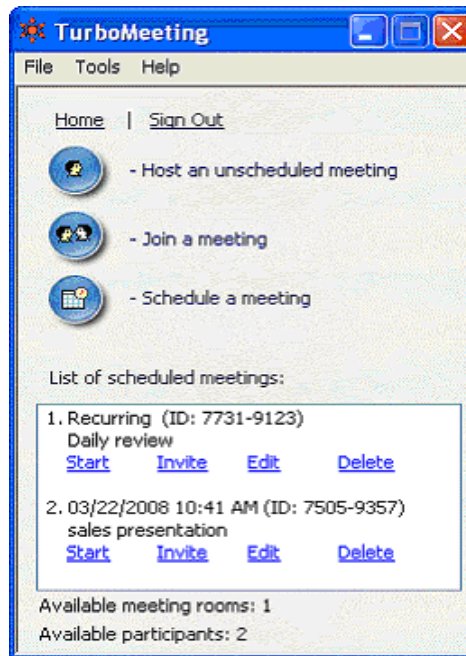 TurboMeeting
File Tools Help
Home | Sign Out
- Host an unscheduled meeting
- Join a meeting
- Schedule a meeting
List of scheduled meetings:
1. Recurring (ID: 7731-9123)
Daily review
Start Invite Edit Delete
2. 03/22/2008 10:41 AM (ID: 7505-9357)
sales presentation
Start Invite Edit Delete
Available meeting rooms: 1
Available participants: 2